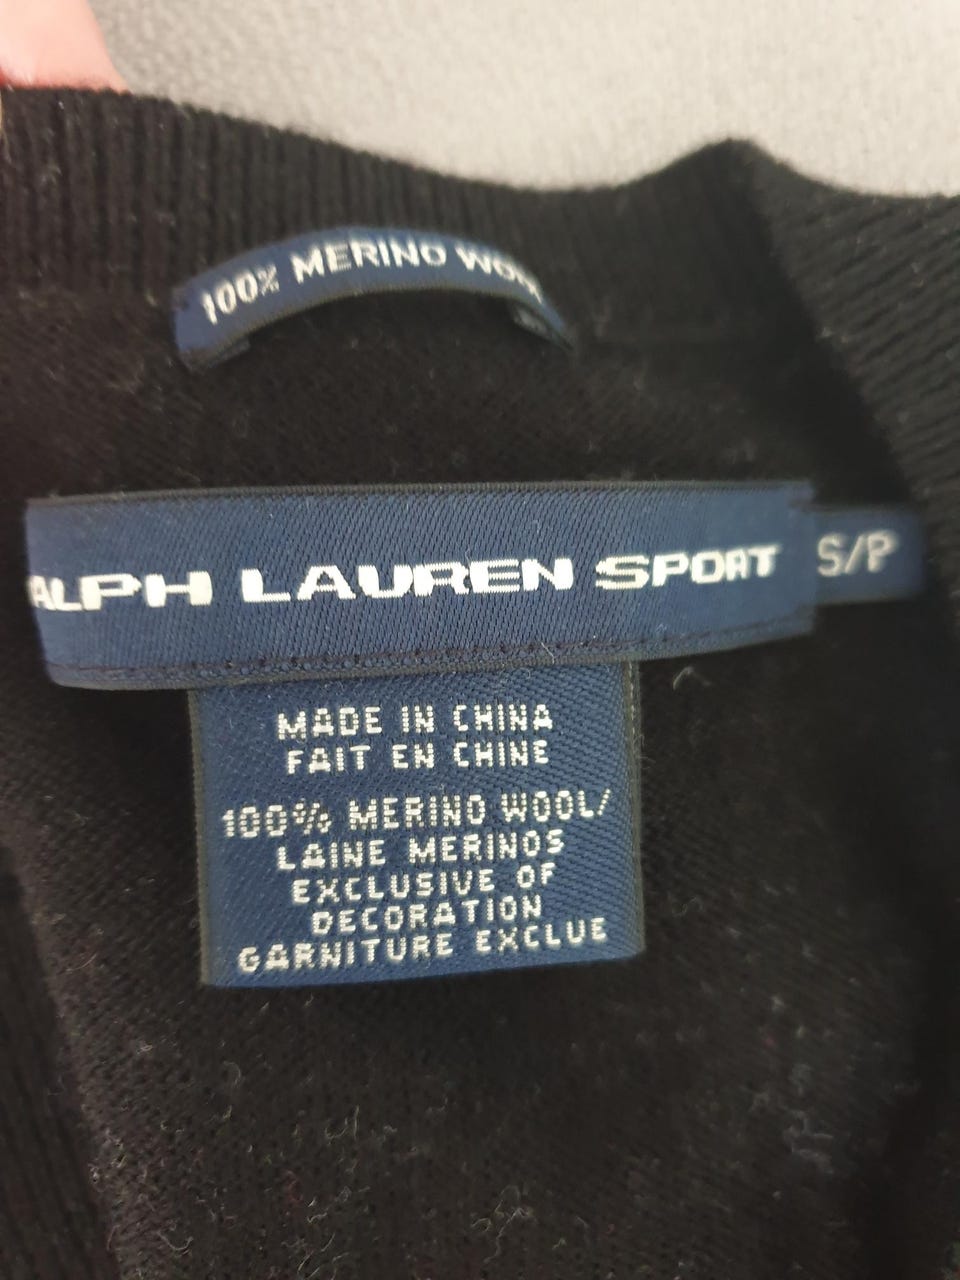 100% MERINO WOOL
ALPH LAUREN SPORT
S/P
MADE IN CHINA
FAIT EN CHINE
100% MERINO WOOL/
LAINE MERINOS
EXCLUSIVE OF
DECORATION
GARNITURE EXCLUE